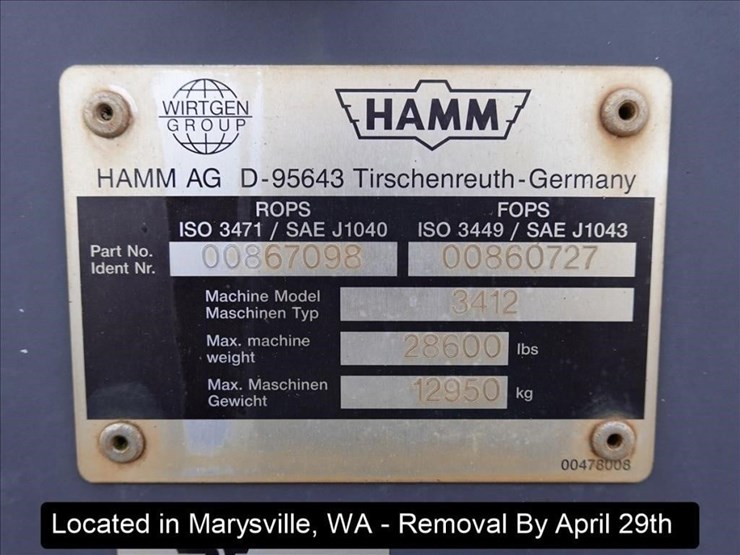 WIRTGEN
GROUP
HAMM
HAMM AG D-95643 Tirschenreuth-Germany
ROPS
ISO 3471 / SAE J1040
FOPS
ISO 3449 / SAE J1043
Part No.
Ident Nr.
00867098
00860727
Machine Model
Maschinen Typ
3412
Max. machine
weight
28600 lbs
Max. Maschinen
Gewicht
12950 kg
00478008
Located in Marysville, WA - Removal By April 29th